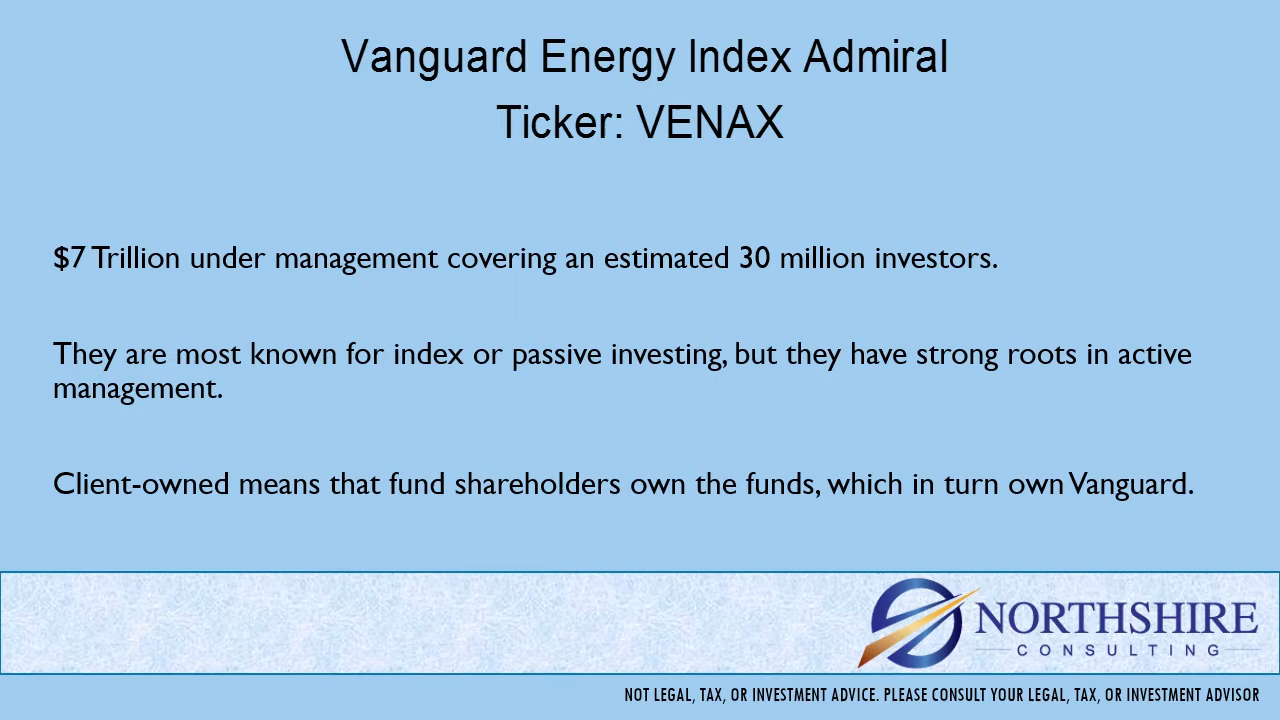 Vanguard Energy Index Admiral
Ticker: VENAX
$7 Trillion under management covering an estimated 30 million investors.
They are most known for index or passive investing, but they have strong roots in active
management.
Client-owned means that fund shareholders own the funds, which in turn own Vanguard.
NORTHSHIRE
CONSULTING
NOT LEGAL, TAX, OR INVESTMENT ADVICE. PLEASE CONSULT YOUR LEGAL, TAX, OR INVESTMENT ADVISOR